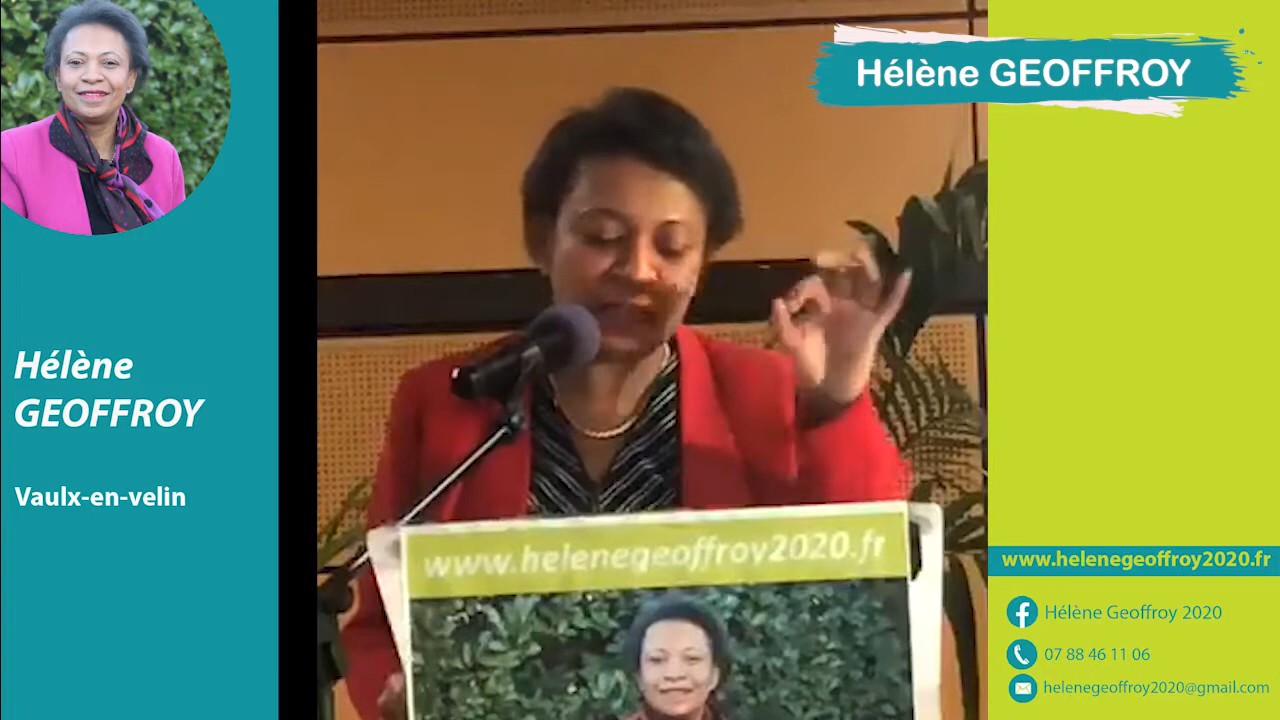 Hélène GEOFFROY
Hélène
GEOFFROY
Vaulx-en-velin
www.helenegeoffroy2020.fr
www.helenegeoffroy2020.fr
Hélène Geoffroy 2020
07 88 46 11 06
helenegeoffroy2020@gmail.com